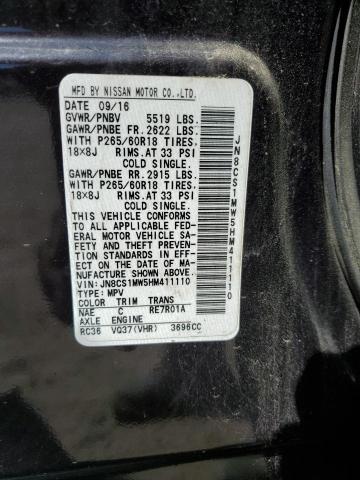 MFD BY NISSAN MOTOR CO.,LTD.
DATE 09/16
GVWR/PNBV 5519 LBS.
GAWR/PNBE FR. 2622 LBS.
WITH P265/60R18 TIRES,
18x8J RIMS.AT 33 PSI
COLD SINGLE.
GAWR/PNBE RR. 2915 LBS.
WITH P265/60R18 TIRES,
18x8J RIMS.AT 33 PSI
COLD SINGLE.
THIS VEHICLE CONFORMS
TO ALL APPLICABLE FED-
ERAL MOTOR VEHICLE SA-
FETY AND THEFT PREVENTION
STANDARDS IN EFF-
ECT ON THE DATE OF MA-
NUFACTURE SHOWN ABOVE.
VIN: JN8CS1MW5HM411110
TYPE: MPV
COLOR TRIM TRANS
NAE C RE7R01A
AXLE ENGINE
RC36 VQ37(VHR) 3696CC
JN8CS1MW5HM411110